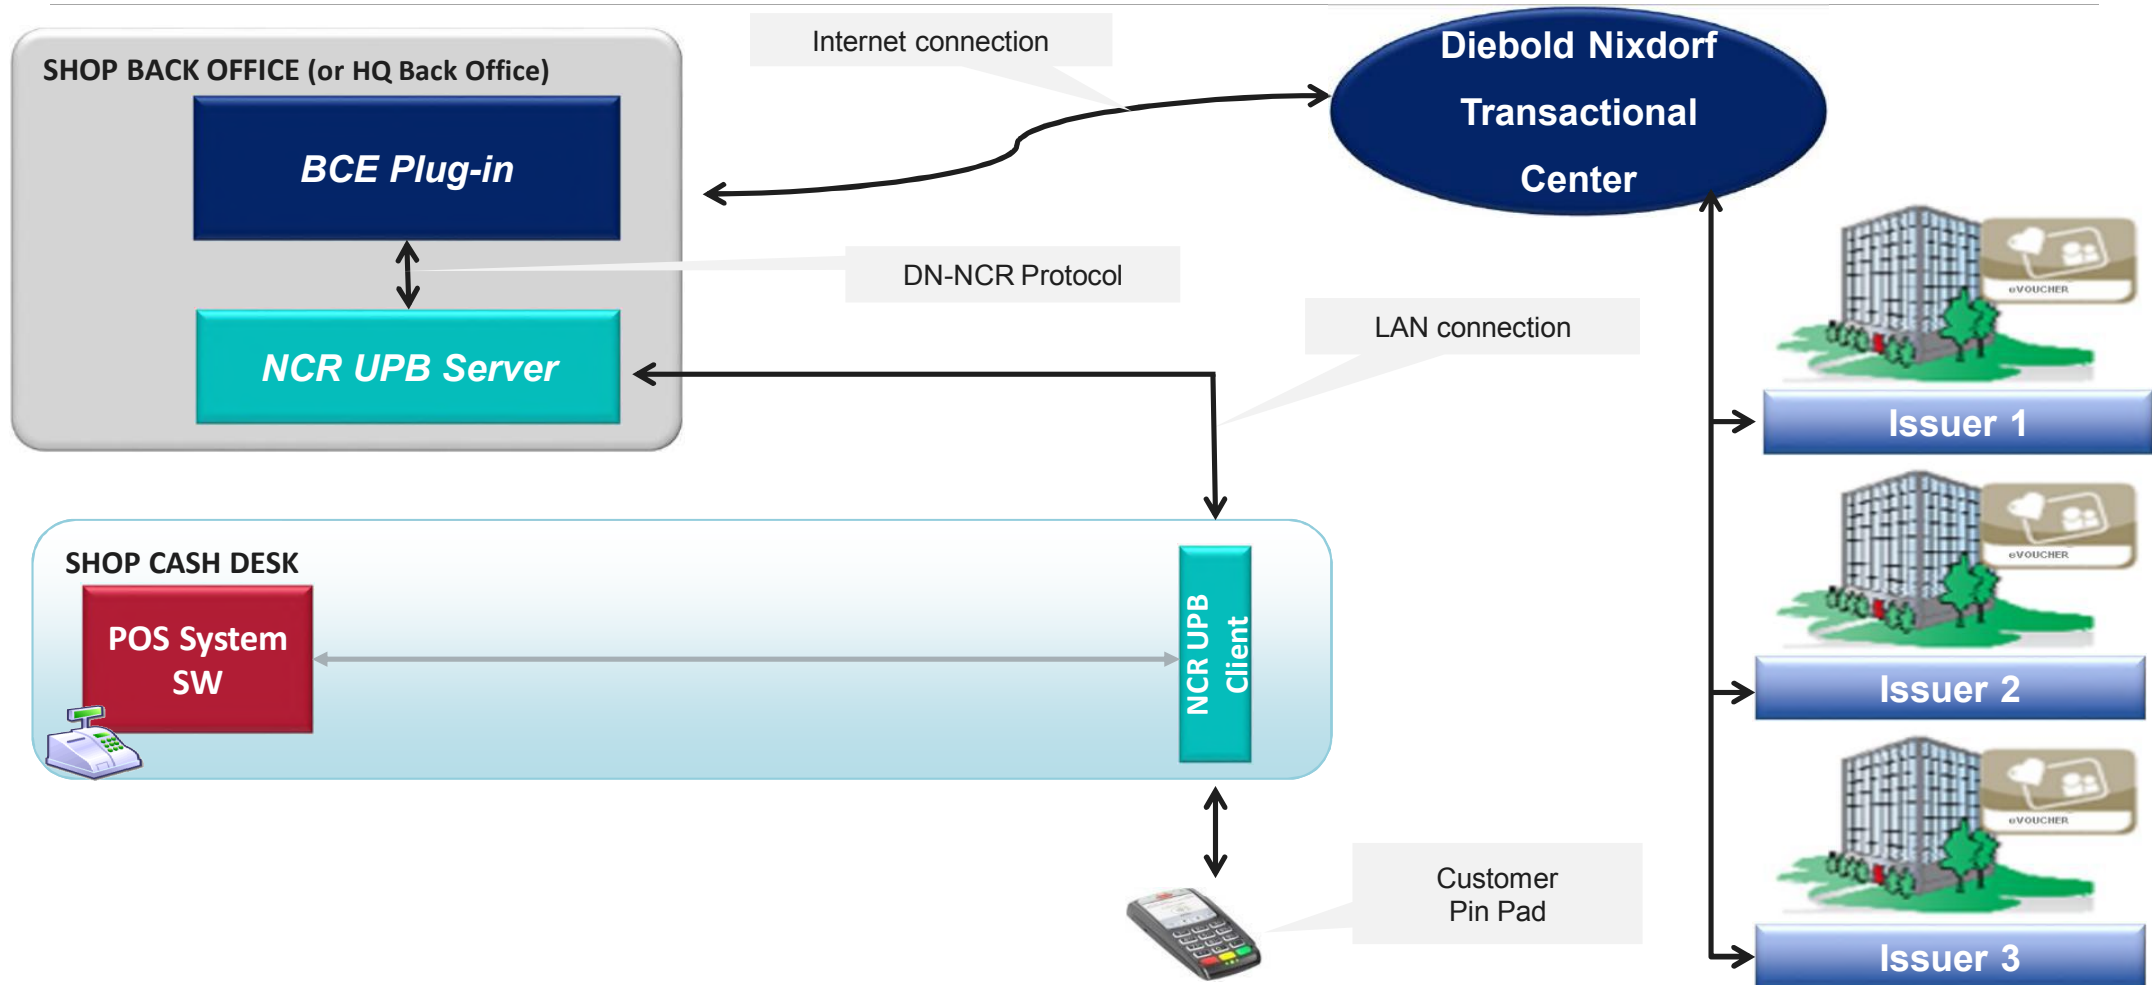 Internet connection
Diebold Nixdorf
Transactional
Center
SHOP BACK OFFICE (or HQ Back Office)
BCE Plug-in
DN-NCR Protocol
NCR UPB Server
LAN connection
eVOUCHER
Issuer 1
eVOUCHER
Issuer 2
SHOP CASH DESK
POS System
SW
NCR UPB
Client
eVOUCHER
Issuer 3
Customer
Pin Pad